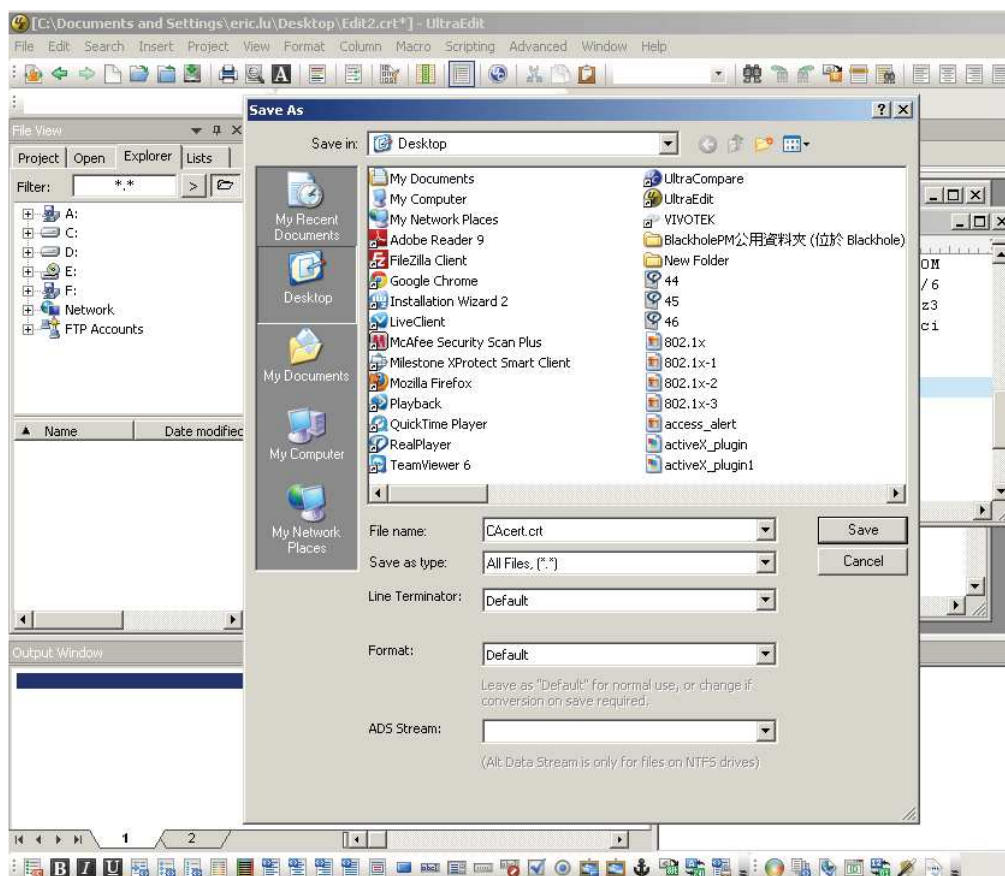 [C:\Documents and Settings\eric.lu\Desktop\Edit2.crt*] - UltraEdit
File Edit Search Insert Project View Format Column Macro Scripting Advanced Window Help
Save As
File View
Save in: Desktop
Project Open Explorer Lists
Filter: *.* >
A:
C:
D:
E:
F:
Network
FTP Accounts
Name Date modified
My Recent Documents
Desktop
My Documents
My Computer
My Network Places
My Documents
My Computer
My Network Places
Adobe Reader 9
FileZilla Client
Google Chrome
Installation Wizard 2
LiveClient
McAfee Security Scan Plus
Milestone XProtect Smart Client
Mozilla Firefox
Playback
QuickTime Player
RealPlayer
TeamViewer 6
UltraCompare
UltraEdit
VIVOTEK
BlackholePM公用資料夾 (位於 Blackhole)
New Folder
44
45
46
802.1x
802.1x-1
802.1x-2
802.1x-3
access_alert
activeX_plugin
activeX_plugin1
OM
/6
z3
ci
File name: CAcert.crt Save
Save as type: All Files, (*.*) Cancel
Line Terminator: Default
Format: Default
Leave as "Default" for normal use, or change if
conversion on save required.
ADS Stream:
(Alt Data Stream is only for files on NTFS drives)
Output Window
1 2
B I U